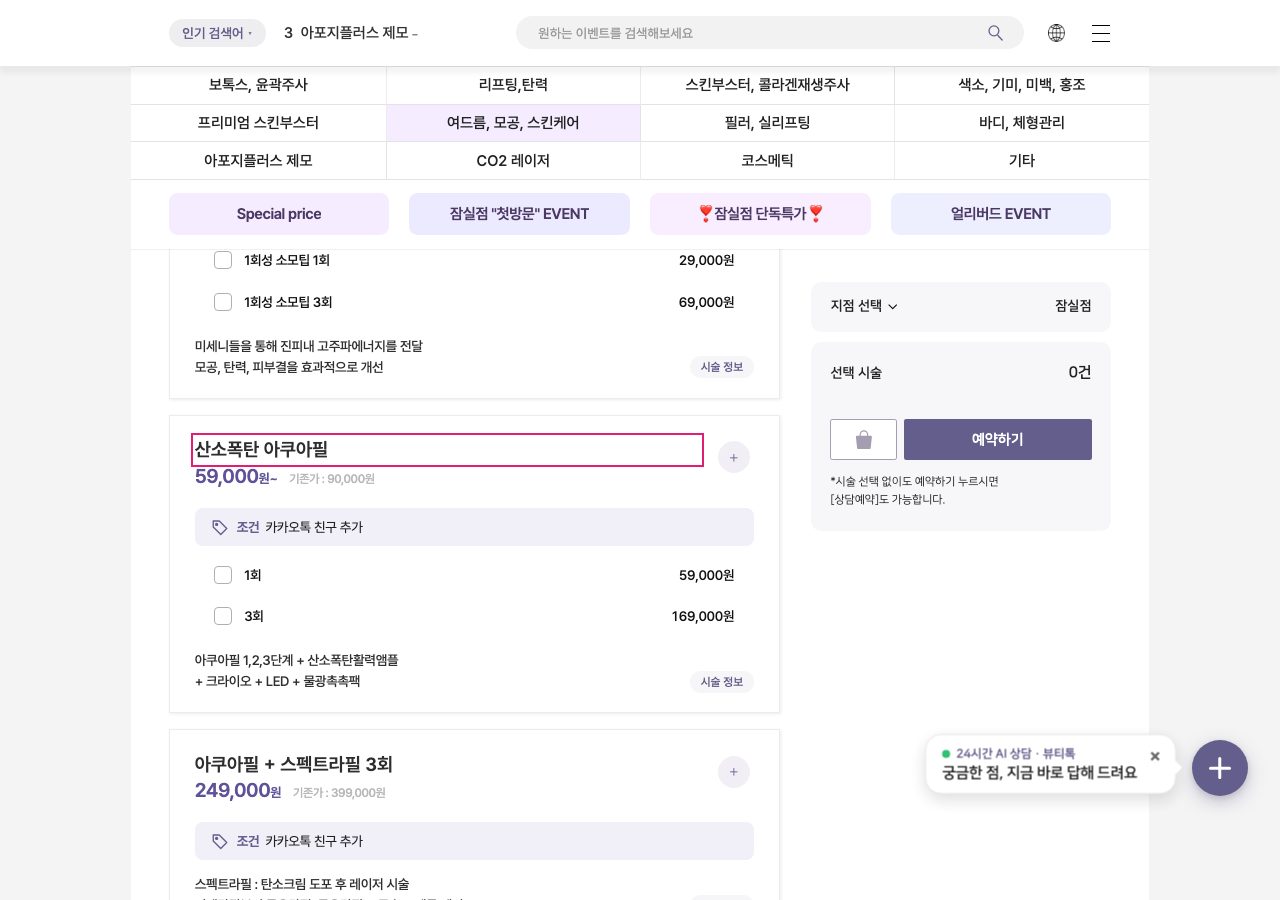 인기 검색어
3 아포지플러스 제모 –
원하는 이벤트를 검색해보세요
보톡스, 윤곽주사
리프팅,탄력
스킨부스터, 콜라겐재생주사
색소, 기미, 미백, 홍조
프리미엄 스킨부스터
여드름, 모공, 스킨케어
필러, 실리프팅
바디, 체형관리
아포지플러스 제모
CO2 레이저
코스메틱
기타
Special price
잠실점 "첫방문" EVENT
❣️잠실점 단독특가❣️
얼리버드 EVENT
1회성 소모팁 1회
29,000원
1회성 소모팁 3회
69,000원
미세니들을 통해 진피내 고주파에너지를 전달
모공, 탄력, 피부결을 효과적으로 개선
시술 정보
산소폭탄 아쿠아필
59,000원~ 기존가 : 90,000원
조건 카카오톡 친구 추가
1회
59,000원
3회
169,000원
아쿠아필 1,2,3단계 + 산소폭탄활력앰플
+ 크라이오 + LED + 물광촉촉팩
시술 정보
아쿠아필 + 스펙트라필 3회
249,000원 기존가 : 399,000원
조건 카카오톡 친구 추가
스펙트라필 : 탄소크림 도포 후 레이저 시술
지점 선택
잠실점
선택 시술
0건
예약하기
*시술 선택 없이도 예약하기 누르시면
[상담예약]도 가능합니다.
24시간 AI 상담 · 뷰티톡
궁금한 점, 지금 바로 답해 드려요